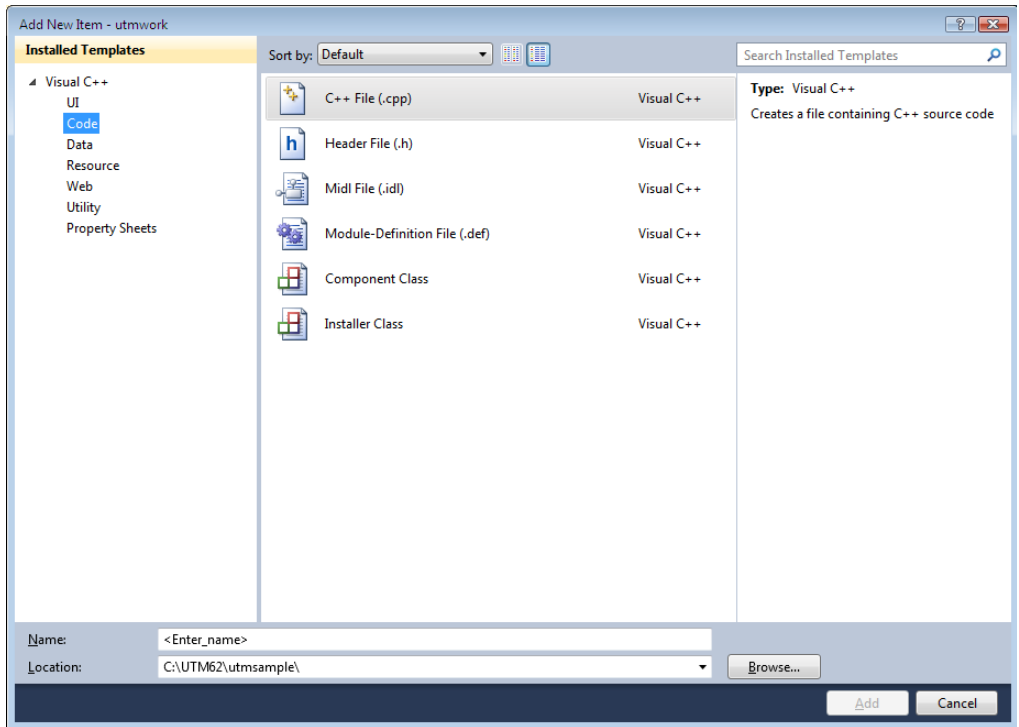 Add New Item - utmwork
Installed Templates
Visual C++
UI
Code
Data
Resource
Web
Utility
Property Sheets
Sort by: Default
C++ File (.cpp) Visual C++
Header File (.h) Visual C++
Midl File (.idl) Visual C++
Module-Definition File (.def) Visual C++
Component Class Visual C++
Installer Class Visual C++
Search Installed Templates
Type: Visual C++
Creates a file containing C++ source code
Name: <Enter_name>
Location: C:\UTM62\utmsample\
Browse...
Add Cancel